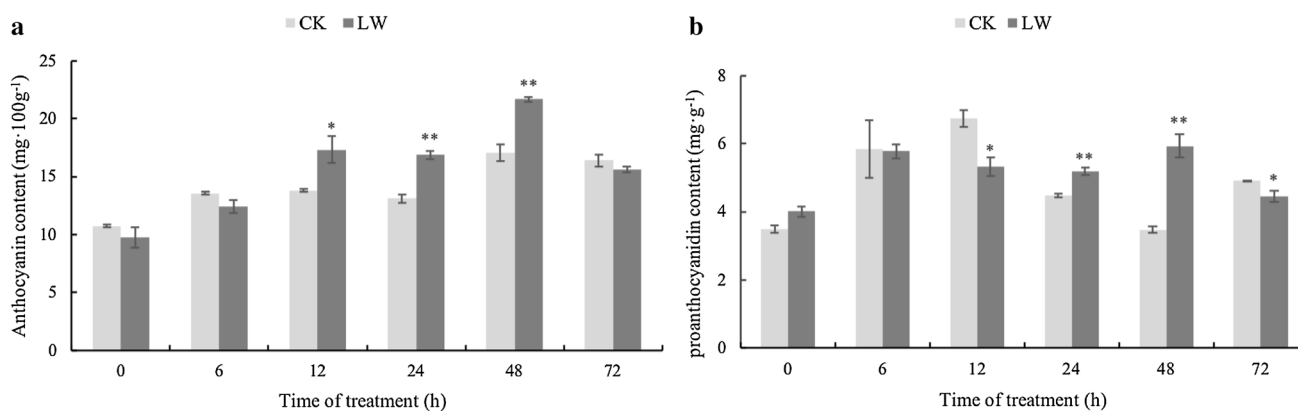 a
CK LW
Anthocyanin content (mg·100g⁻¹)
25
20
15
10
5
0
*
**
**
0 6 12 24 48 72
Time of treatment (h)
b
CK LW
proanthocyanidin content (mg·g⁻¹)
8
6
4
2
0
*
**
**
*
0 6 12 24 48 72
Time of treatment (h)